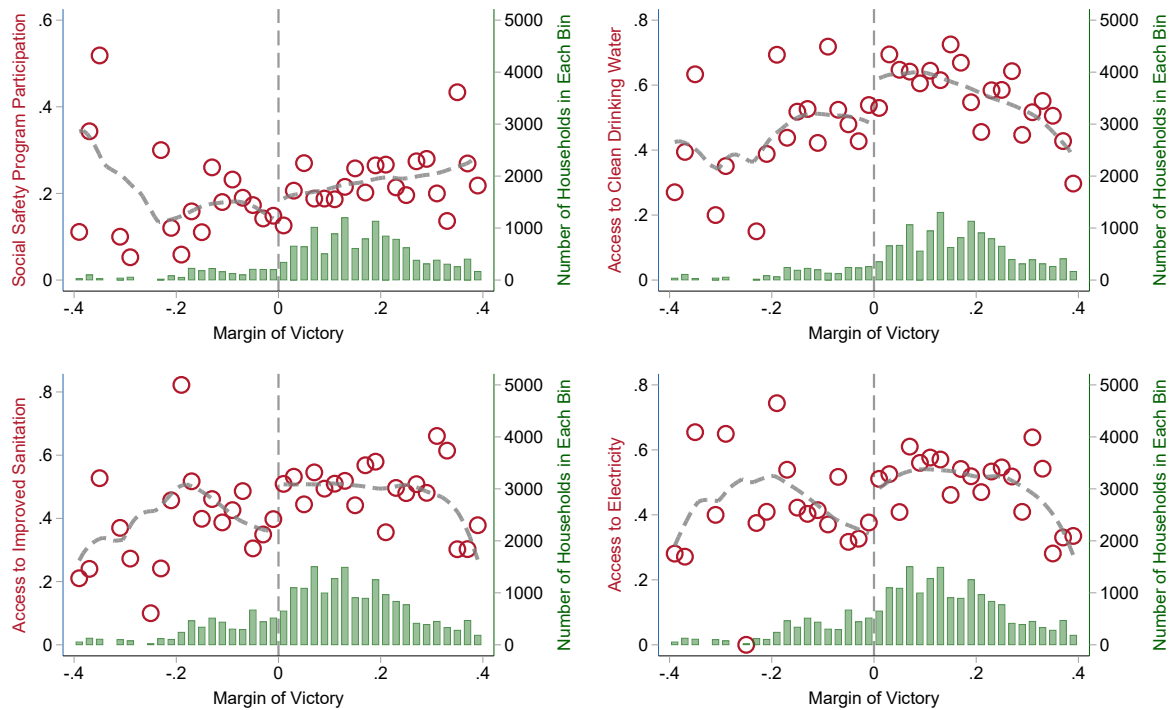 Social Safety Program Participation
.6
.4
.2
0
5000
4000
3000
2000
1000
0
Number of Households in Each Bin
-.4 -.2 0 .2 .4
Margin of Victory
Access to Clean Drinking Water
.8
.6
.4
.2
0
5000
4000
3000
2000
1000
0
Number of Households in Each Bin
-.4 -.2 0 .2 .4
Margin of Victory
Access to Improved Sanitation
.8
.6
.4
.2
0
5000
4000
3000
2000
1000
0
Number of Households in Each Bin
-.4 -.2 0 .2 .4
Margin of Victory
Access to Electricity
.8
.6
.4
.2
0
5000
4000
3000
2000
1000
0
Number of Households in Each Bin
-.4 -.2 0 .2 .4
Margin of Victory